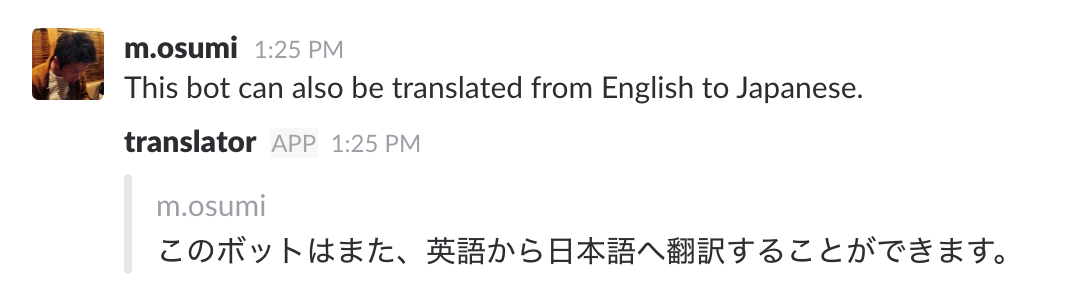 m.osumi 1:25 PM
This bot can also be translated from English to Japanese.
translator APP 1:25 PM
m.osumi
このボットはまた、英語から日本語へ翻訳することができます。